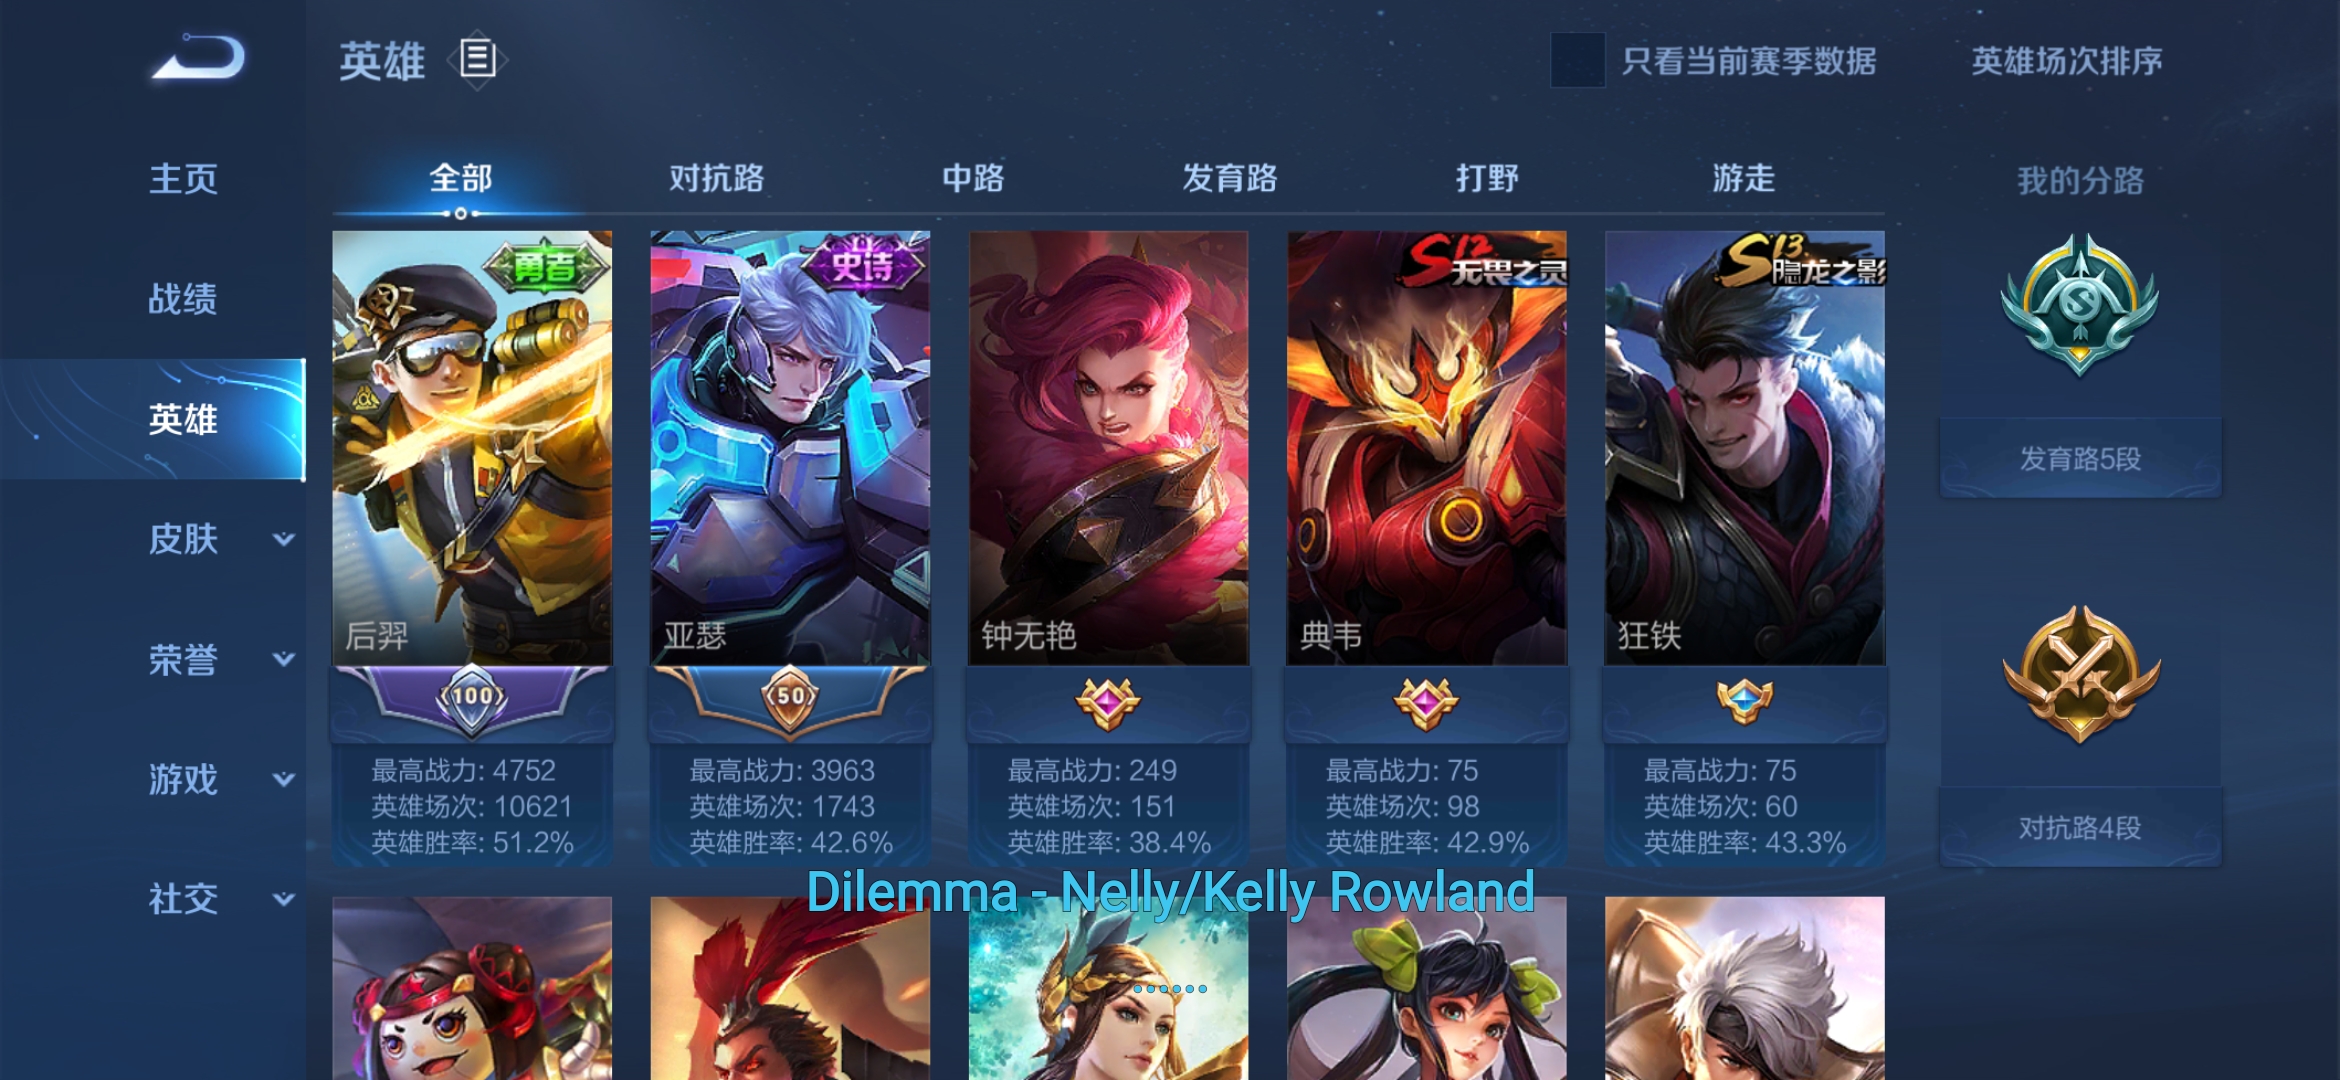 英雄
只看当前赛季数据
英雄场次排序
主页
战绩
英雄
皮肤
荣誉
游戏
社交
全部
对抗路
中路
发育路
打野
游走
我的分路
勇者
后羿
100
最高战力: 4752
英雄场次: 10621
英雄胜率: 51.2%
史诗
亚瑟
50
最高战力: 3963
英雄场次: 1743
英雄胜率: 42.6%
钟无艳
最高战力: 249
英雄场次: 151
英雄胜率: 38.4%
S12
无畏之灵
典韦
最高战力: 75
英雄场次: 98
英雄胜率: 42.9%
S13
隐龙之影
狂铁
最高战力: 75
英雄场次: 60
英雄胜率: 43.3%
发育路5段
对抗路4段
Dilemma - Nelly/Kelly Rowland
......